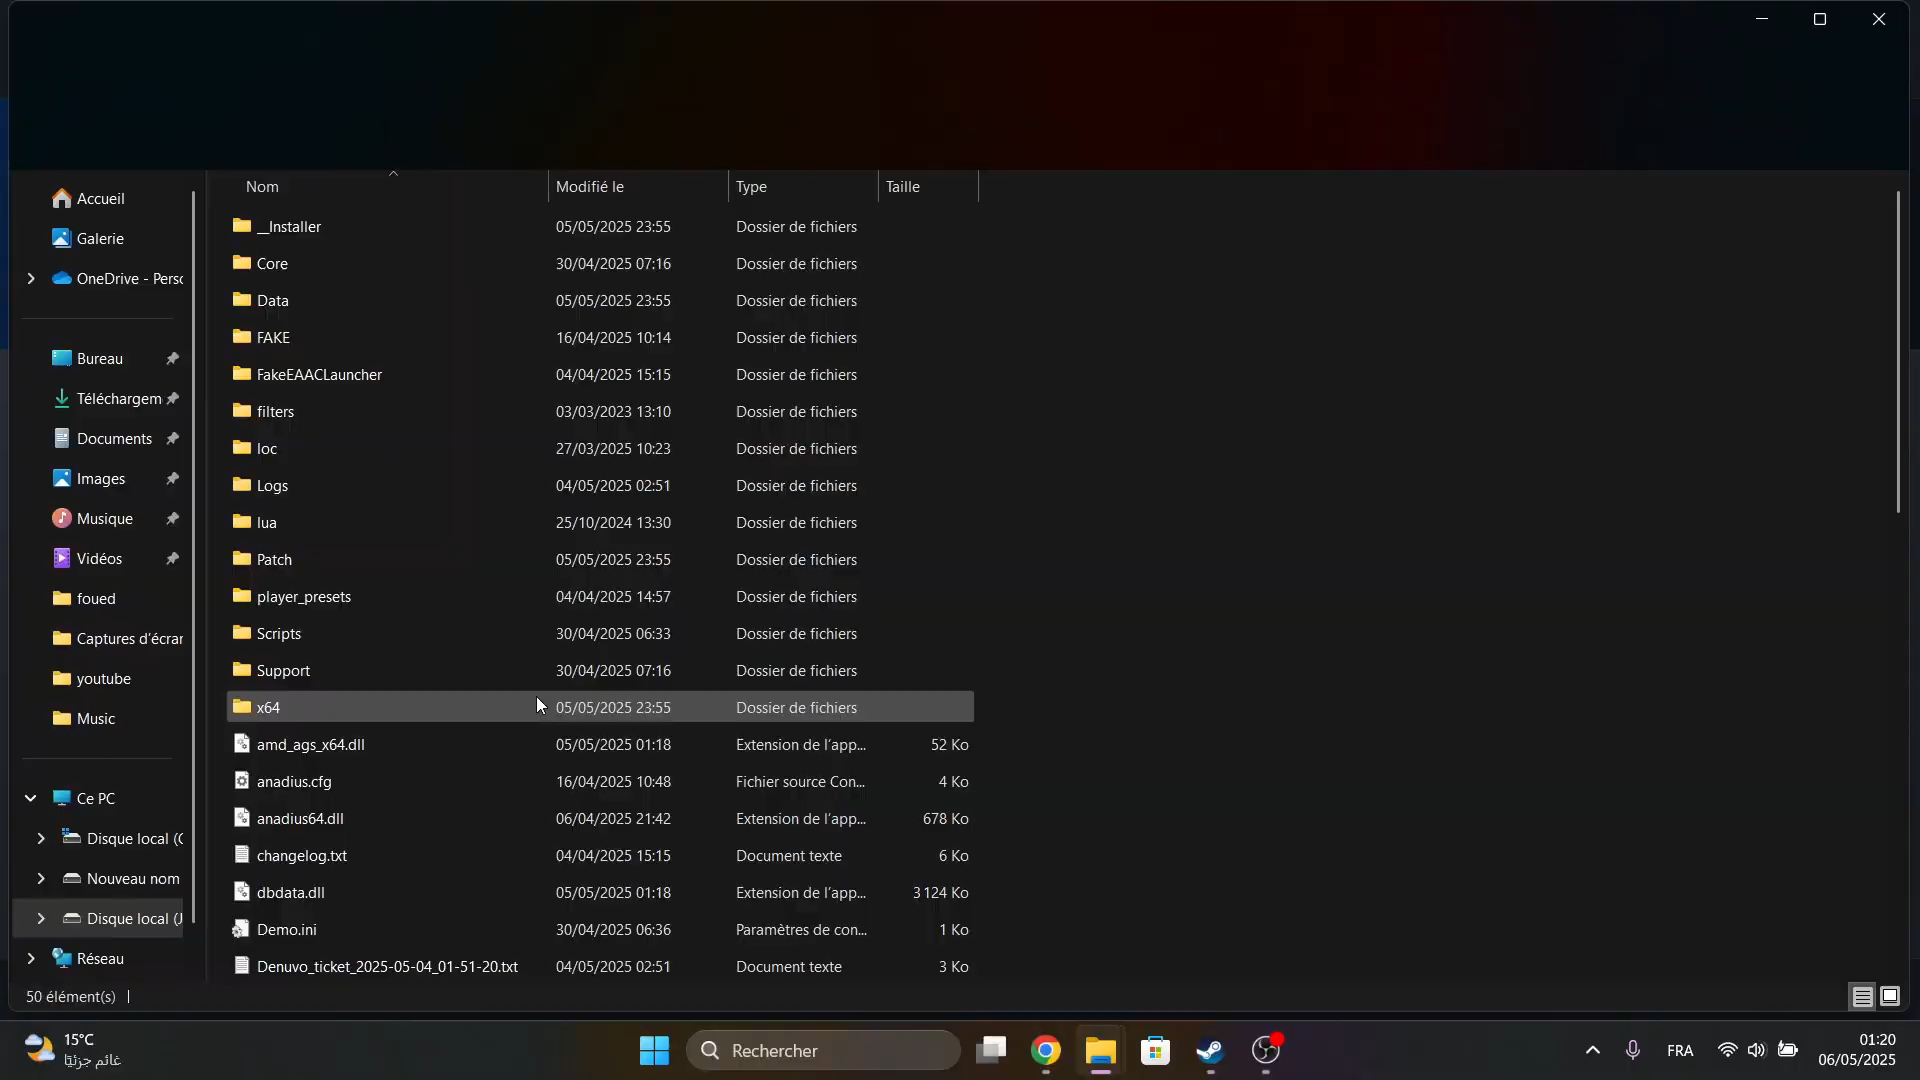 Nom Modifié le Type Taille
Accueil
Galerie
OneDrive - Perso
Bureau
Téléchargem
Documents
Images
Musique
Vidéos
foued
Captures d'écran
youtube
Music
Ce PC
Disque local (C
Nouveau nom
Disque local (J
Réseau
__Installer 05/05/2025 23:55 Dossier de fichiers
Core 30/04/2025 07:16 Dossier de fichiers
Data 05/05/2025 23:55 Dossier de fichiers
FAKE 16/04/2025 10:14 Dossier de fichiers
FakeEAACLauncher 04/04/2025 15:15 Dossier de fichiers
filters 03/03/2023 13:10 Dossier de fichiers
loc 27/03/2025 10:23 Dossier de fichiers
Logs 04/05/2025 02:51 Dossier de fichiers
lua 25/10/2024 13:30 Dossier de fichiers
Patch 05/05/2025 23:55 Dossier de fichiers
player_presets 04/04/2025 14:57 Dossier de fichiers
Scripts 30/04/2025 06:33 Dossier de fichiers
Support 30/04/2025 07:16 Dossier de fichiers
x64 05/05/2025 23:55 Dossier de fichiers
amd_ags_x64.dll 05/05/2025 01:18 Extension de l'app... 52 Ko
anadius.cfg 16/04/2025 10:48 Fichier source Con... 4 Ko
anadius64.dll 06/04/2025 21:42 Extension de l'app... 678 Ko
changelog.txt 04/04/2025 15:15 Document texte 6 Ko
dbdata.dll 05/05/2025 01:18 Extension de l'app... 3 124 Ko
Demo.ini 30/04/2025 06:36 Paramètres de con... 1 Ko
Denuvo_ticket_2025-05-04_01-51-20.txt 04/05/2025 02:51 Document texte 3 Ko
50 élément(s)
15°C
غائم جزئيًا
Rechercher
FRA
01:20
06/05/2025